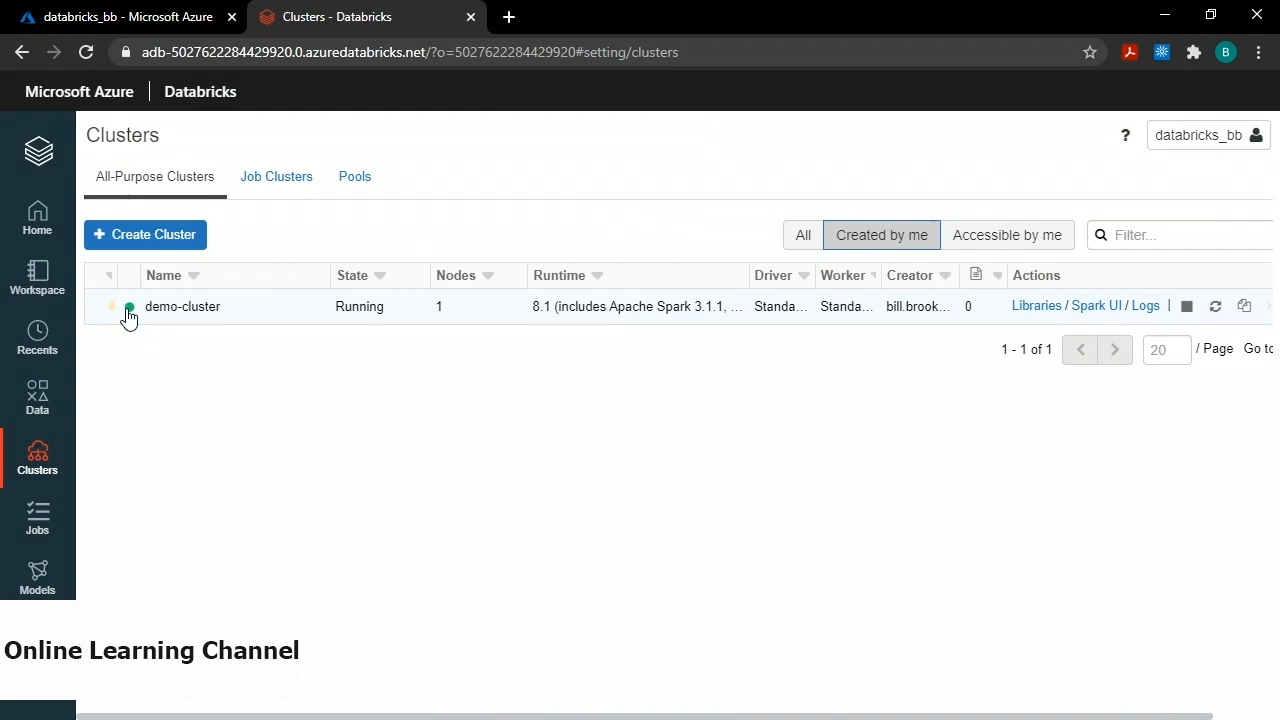 databricks_bb - Microsoft Azure
Clusters - Databricks
adb-5027622284429920.0.azuredatabricks.net/?o=5027622284429920#setting/clusters
B
Microsoft Azure
Databricks
Clusters
?
databricks_bb
All-Purpose Clusters
Job Clusters
Pools
+ Create Cluster
All
Created by me
Accessible by me
Filter...
Name
State
Nodes
Runtime
Driver
Worker
Creator
Actions
demo-cluster
Running
1
8.1 (includes Apache Spark 3.1.1, ...
Standa...
Standa...
bill.brook...
0
Libraries / Spark UI / Logs |
1 - 1 of 1
20
/ Page
Go to
Home
Workspace
Recents
Data
Clusters
Jobs
Models
Online Learning Channel